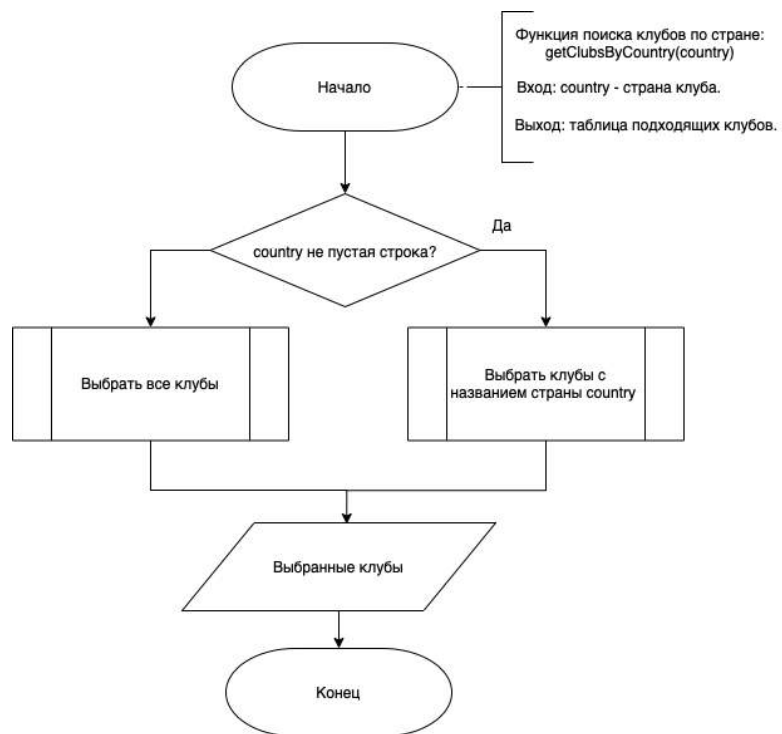 Функция поиска клубов по стране:
getClubsByCountry(country)
Начало
Вход: country - страна клуба.
Выход: таблица подходящих клубов.
Да
country не пустая строка?
Выбрать все клубы
Выбрать клубы с
названием страны country
Выбранные клубы
Конец